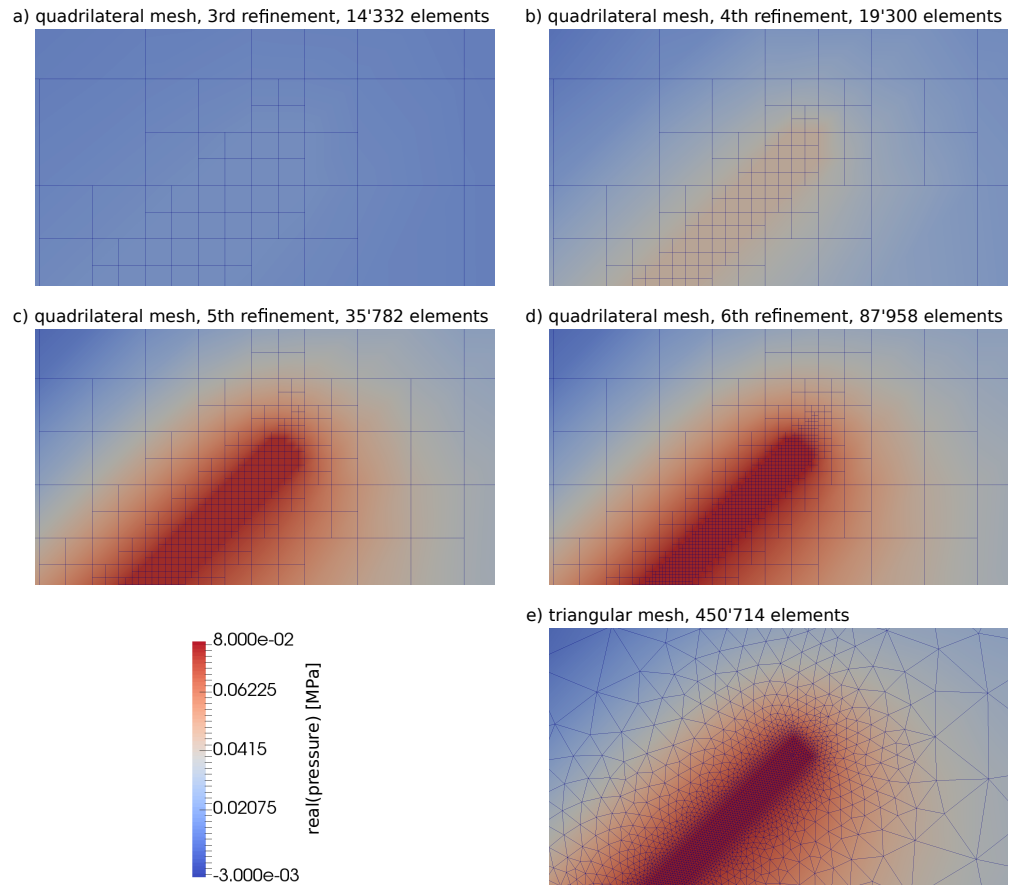 a) quadrilateral mesh, 3rd refinement, 14'332 elements
b) quadrilateral mesh, 4th refinement, 19'300 elements
c) quadrilateral mesh, 5th refinement, 35'782 elements
d) quadrilateral mesh, 6th refinement, 87'958 elements
e) triangular mesh, 450'714 elements
8.000e-02
0.06225
0.0415
0.02075
-3.000e-03
real(pressure) [MPa]